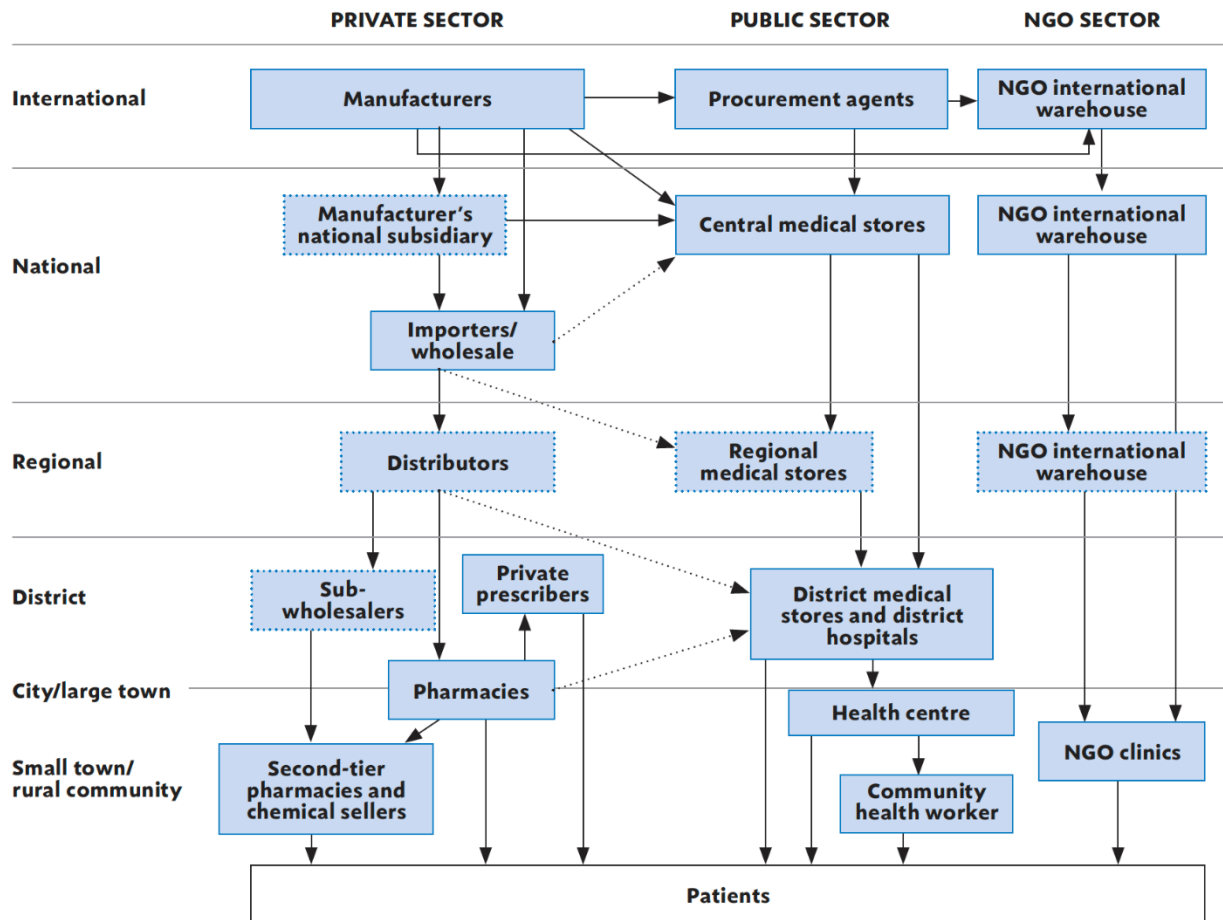 PRIVATE SECTOR
PUBLIC SECTOR
NGO SECTOR
International
Manufacturers
Procurement agents
NGO international
warehouse
National
Manufacturer’s
national subsidiary
Central medical stores
NGO international
warehouse
Importers/
wholesale
Regional
Distributors
Regional
medical stores
NGO international
warehouse
District
Sub-
wholesalers
Private
prescribers
District medical
stores and district
hospitals
City/large town
Pharmacies
Health centre
Small town/
rural community
Second-tier
pharmacies and
chemical sellers
Community
health worker
NGO clinics
Patients